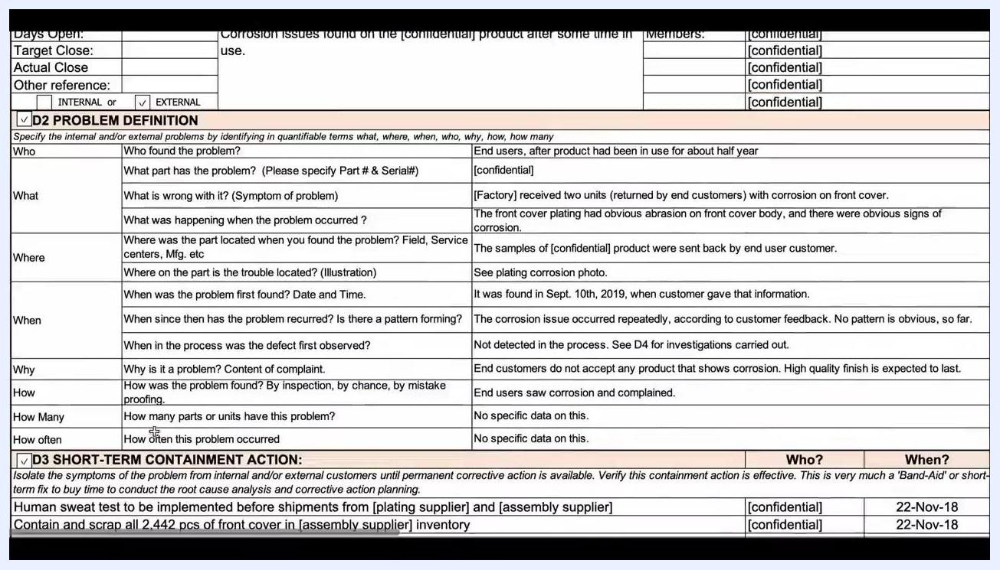 Days Open:
Corrosion issues found on the [confidential] product after some time in
Members:
[confidential]
Target Close:
use.
[confidential]
Actual Close
[confidential]
Other reference:
[confidential]
INTERNAL or
EXTERNAL
[confidential]
D2 PROBLEM DEFINITION
Specify the internal and/or external problems by identifying in quantifiable terms what, where, when, who, why, how, how many
Who
Who found the problem?
End users, after product had been in use for about half year
What
What part has the problem? (Please specify Part # & Serial#)
[confidential]
What is wrong with it? (Symptom of problem)
[Factory] received two units (returned by end customers) with corrosion on front cover.
What was happening when the problem occurred ?
The front cover plating had obvious abrasion on front cover body, and there were obvious signs of
corrosion.
Where
Where was the part located when you found the problem? Field, Service
centers, Mfg. etc
The samples of [confidential] product were sent back by end user customer.
Where on the part is the trouble located? (Illustration)
See plating corrosion photo.
When
When was the problem first found? Date and Time.
It was found in Sept. 10th, 2019, when customer gave that information.
When since then has the problem recurred? Is there a pattern forming?
The corrosion issue occurred repeatedly, according to customer feedback. No pattern is obvious, so far.
When in the process was the defect first observed?
Not detected in the process. See D4 for investigations carried out.
Why
Why is it a problem? Content of complaint.
End customers do not accept any product that shows corrosion. High quality finish is expected to last.
How
How was the problem found? By inspection, by chance, by mistake
proofing.
End users saw corrosion and complained.
How Many
How many parts or units have this problem?
No specific data on this.
How often
How often this problem occurred
No specific data on this.
D3 SHORT-TERM CONTAINMENT ACTION:
Who?
When?
Isolate the symptoms of the problem from internal and/or external customers until permanent corrective action is available. Verify this containment action is effective. This is very much a 'Band-Aid' or short-
term fix to buy time to conduct the root cause analysis and corrective action planning.
Human sweat test to be implemented before shipments from [plating supplier] and [assembly supplier]
[confidential]
22-Nov-18
Contain and scrap all 2,442 pcs of front cover in [assembly supplier] inventory
[confidential]
22-Nov-18